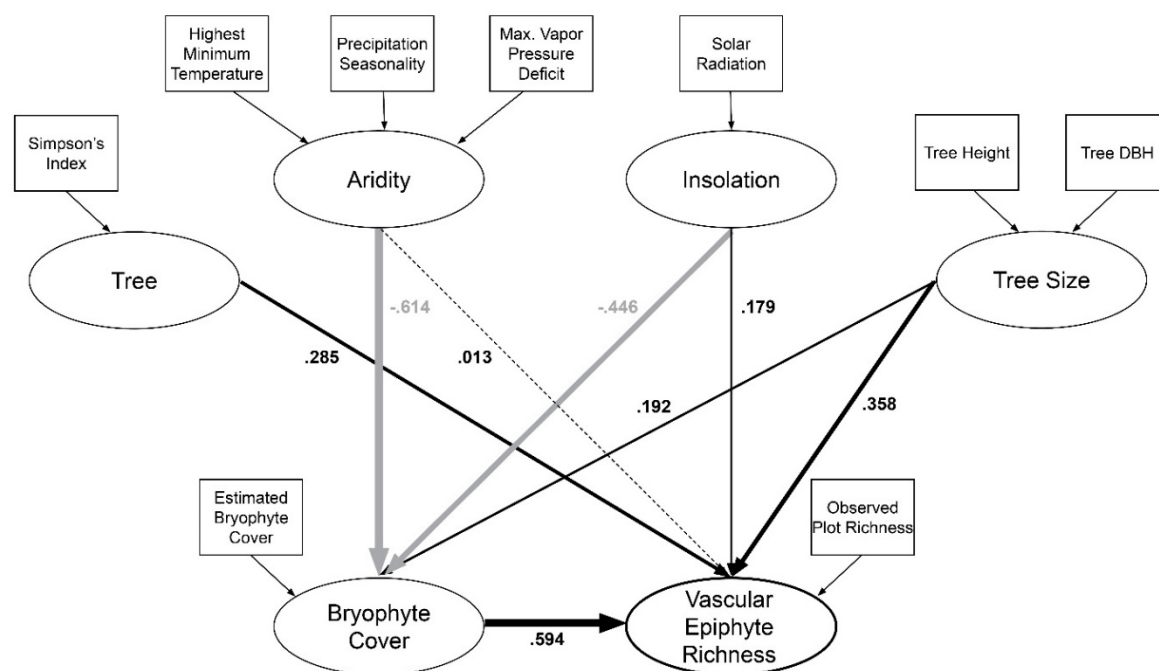 Highest
Minimum
Temperature
Precipitation
Seasonality
Max. Vapor
Pressure
Deficit
Solar
Radiation
Simpson's
Index
Tree Height
Tree DBH
Aridity
Insolation
Tree
Tree Size
-.614
-.446
.179
.285
.013
.192
.358
Estimated
Bryophyte
Cover
Observed
Plot Richness
Bryophyte
Cover
.594
Vascular
Epiphyte
Richness